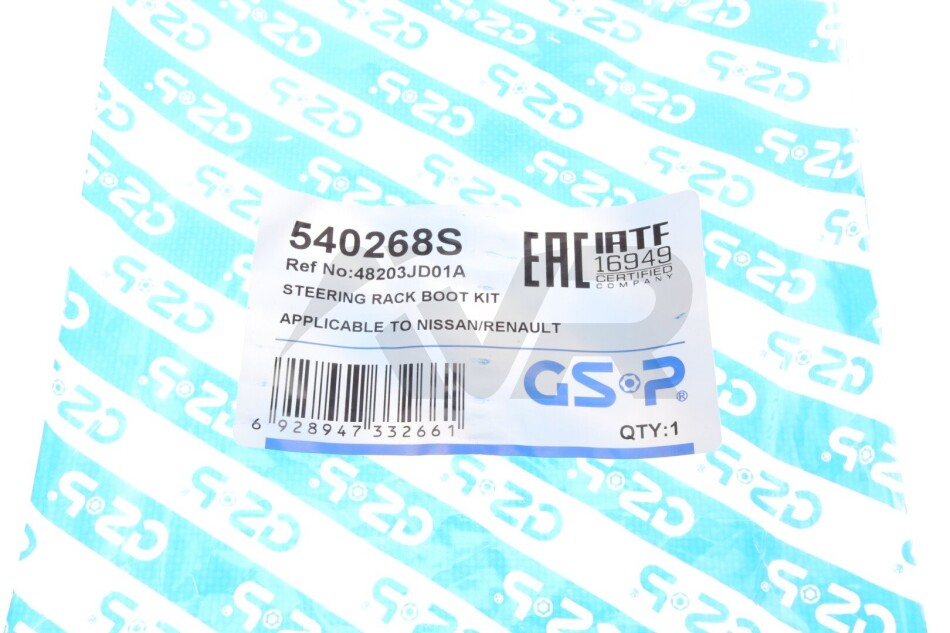 540268S
Ref No:48203JD01A
STEERING RACK BOOT KIT
APPLICABLE TO NISSAN/RENAULT
EAC
IATF
16949
CERTIFIED
COMPANY
GSP®
6 928947 332661
QTY:1